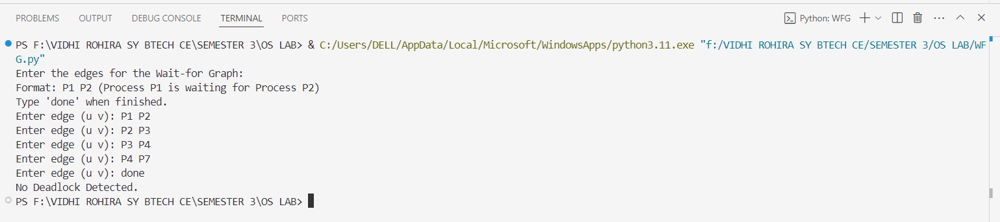 PROBLEMS OUTPUT DEBUG CONSOLE TERMINAL PORTS Python: WFG
PS F:\VIDHI ROHIRA SY BTECH CE\SEMESTER 3\OS LAB> & C:/Users/DELL/AppData/Local/Microsoft/WindowsApps/python3.11.exe "f:/VIDHI ROHIRA SY BTECH CE/SEMESTER 3/OS LAB/WF
G.py"
Enter the edges for the Wait-for Graph:
Format: P1 P2 (Process P1 is waiting for Process P2)
Type 'done' when finished.
Enter edge (u v): P1 P2
Enter edge (u v): P2 P3
Enter edge (u v): P3 P4
Enter edge (u v): P4 P7
Enter edge (u v): done
No Deadlock Detected.
PS F:\VIDHI ROHIRA SY BTECH CE\SEMESTER 3\OS LAB>